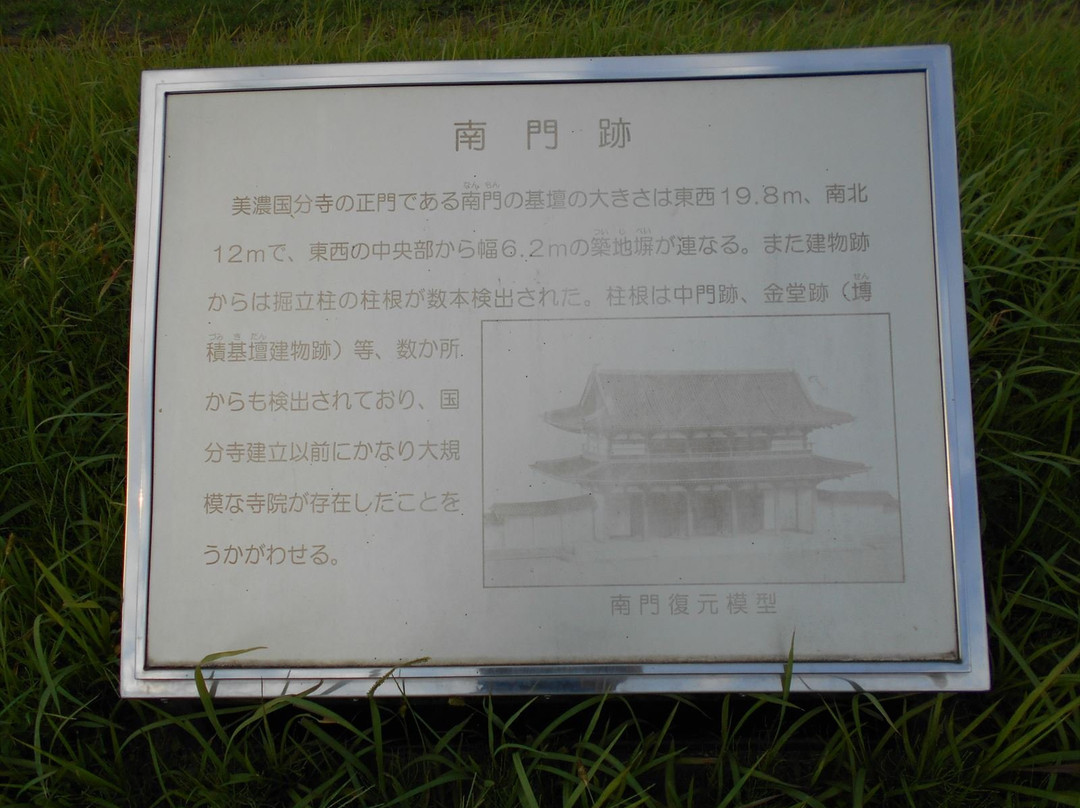 南門跡
美濃国分寺の正門である南門の基壇の大きさは東西19.8m、南北
12mで、東西の中央部から幅6.2mの築地塀が連なる。また建物跡
からは掘立柱の柱根が数本検出された。柱根は中門跡、金堂跡（塼
積基壇建物跡）等、数か所
からも検出されており、国
分寺建立以前にかなり大規
模な寺院が存在したことを
うかがわせる。
南門復元模型